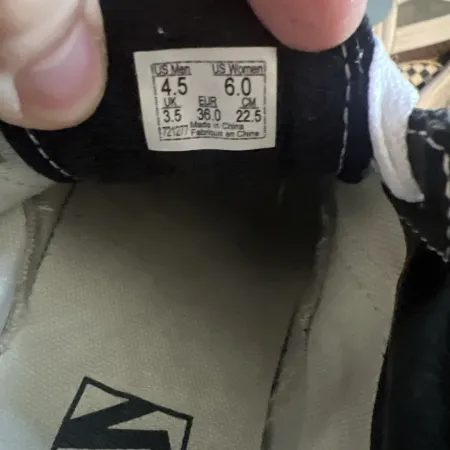 US Men US Women
4.5 6.0
UK EUR CM
3.5 36.0 22.5
721277 Made in China
Fabriqué en Chine